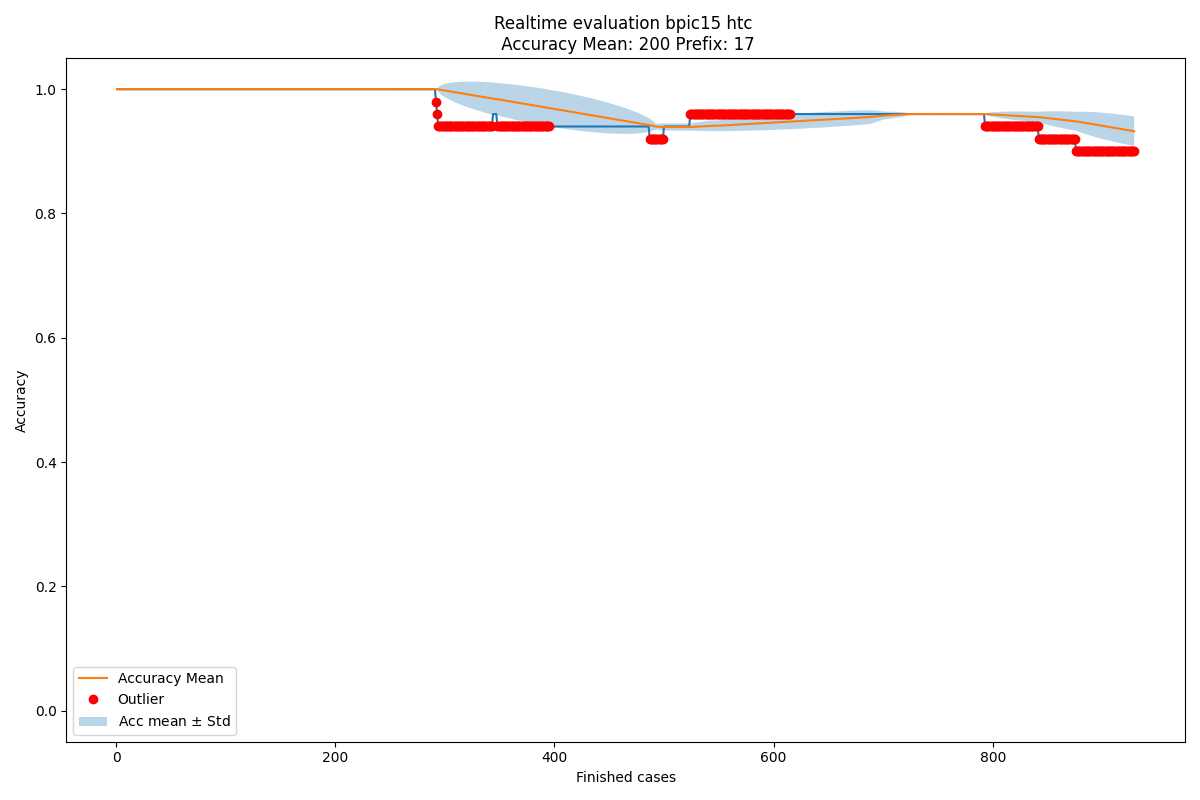 Realtime evaluation bpic15 htc
Accuracy Mean: 200 Prefix: 17
1.0
0.8
0.6
0.4
0.2
0.0
Accuracy
Accuracy Mean
Outlier
Acc mean ± Std
0
200
400
600
800
Finished cases